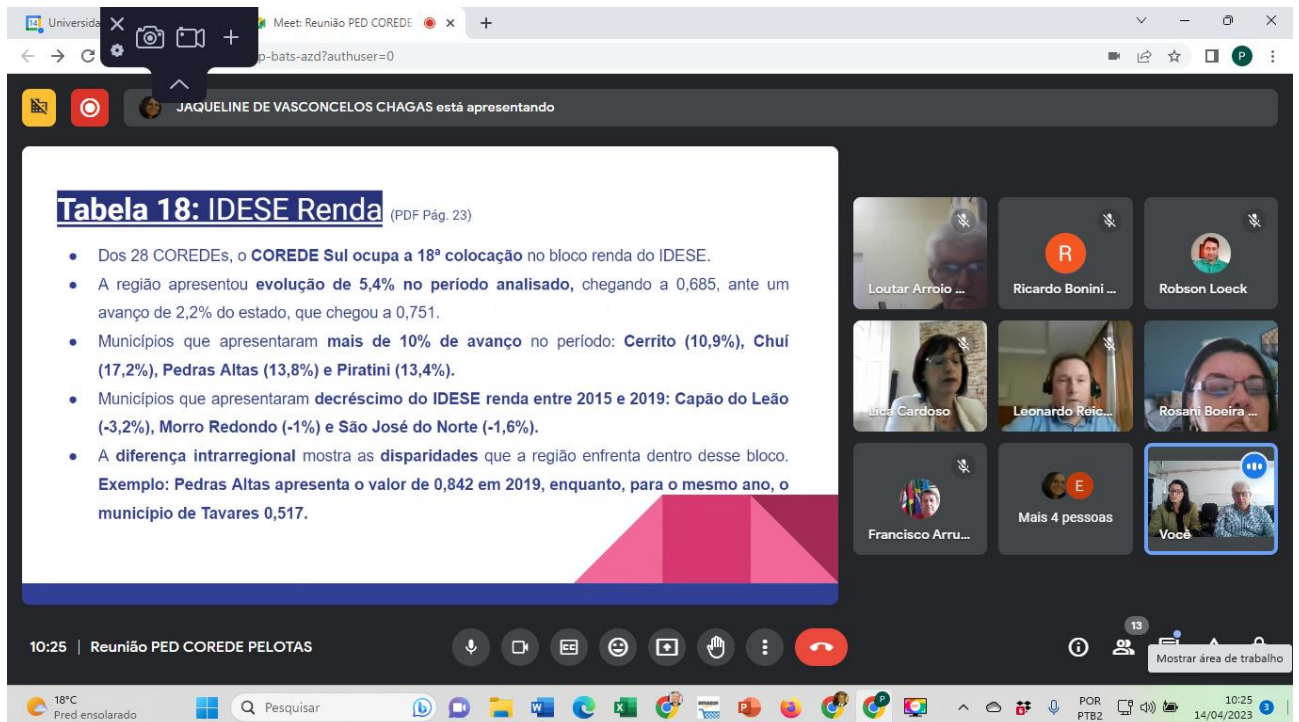 Universida
Meet: Reunião PED COREDE
p-bats-azd?authuser=0
P
JAQUELINE DE VASCONCELOS CHAGAS está apresentando
Tabela 18: IDESE Renda (PDF Pág. 23)
● Dos 28 COREDEs, o COREDE Sul ocupa a 18ª colocação no bloco renda do IDESE.
● A região apresentou evolução de 5,4% no período analisado, chegando a 0,685, ante um
avanço de 2,2% do estado, que chegou a 0,751.
● Municípios que apresentaram mais de 10% de avanço no período: Cerrito (10,9%), Chuí
(17,2%), Pedras Altas (13,8%) e Piratini (13,4%).
● Municípios que apresentaram decréscimo do IDESE renda entre 2015 e 2019: Capão do Leão
(-3,2%), Morro Redondo (-1%) e São José do Norte (-1,6%).
● A diferença intrarregional mostra as disparidades que a região enfrenta dentro desse bloco.
Exemplo: Pedras Altas apresenta o valor de 0,842 em 2019, enquanto, para o mesmo ano, o
município de Tavares 0,517.
R
Loutar Arroio ...
Ricardo Bonini ...
Robson Loeck
Cardoso
Leonardo Reic...
Rosani Boeira ...
E
Francisco Arru...
Mais 4 pessoas
Você
10:25 | Reunião PED COREDE PELOTAS
13
Mostrar área de trabalho
18°C
Pred ensolarado
Pesquisar
POR
PTB2
10:25
14/04/2023
3